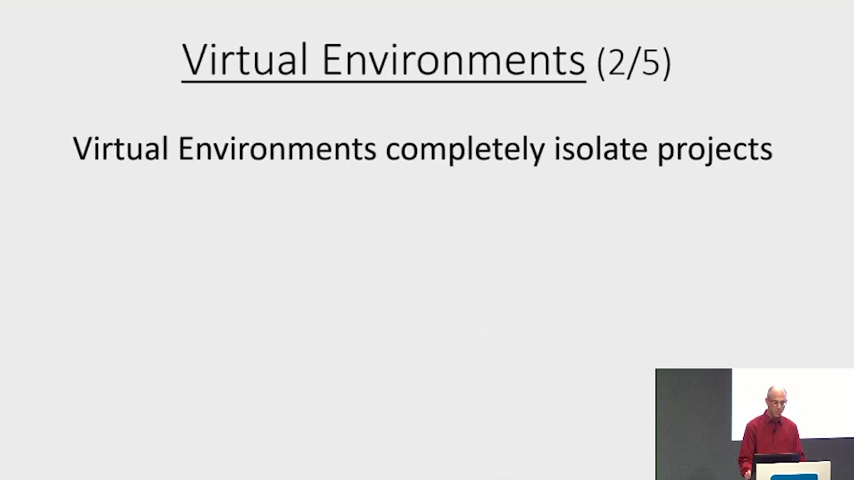 Virtual Environments (2/5)
Virtual Environments completely isolate projects